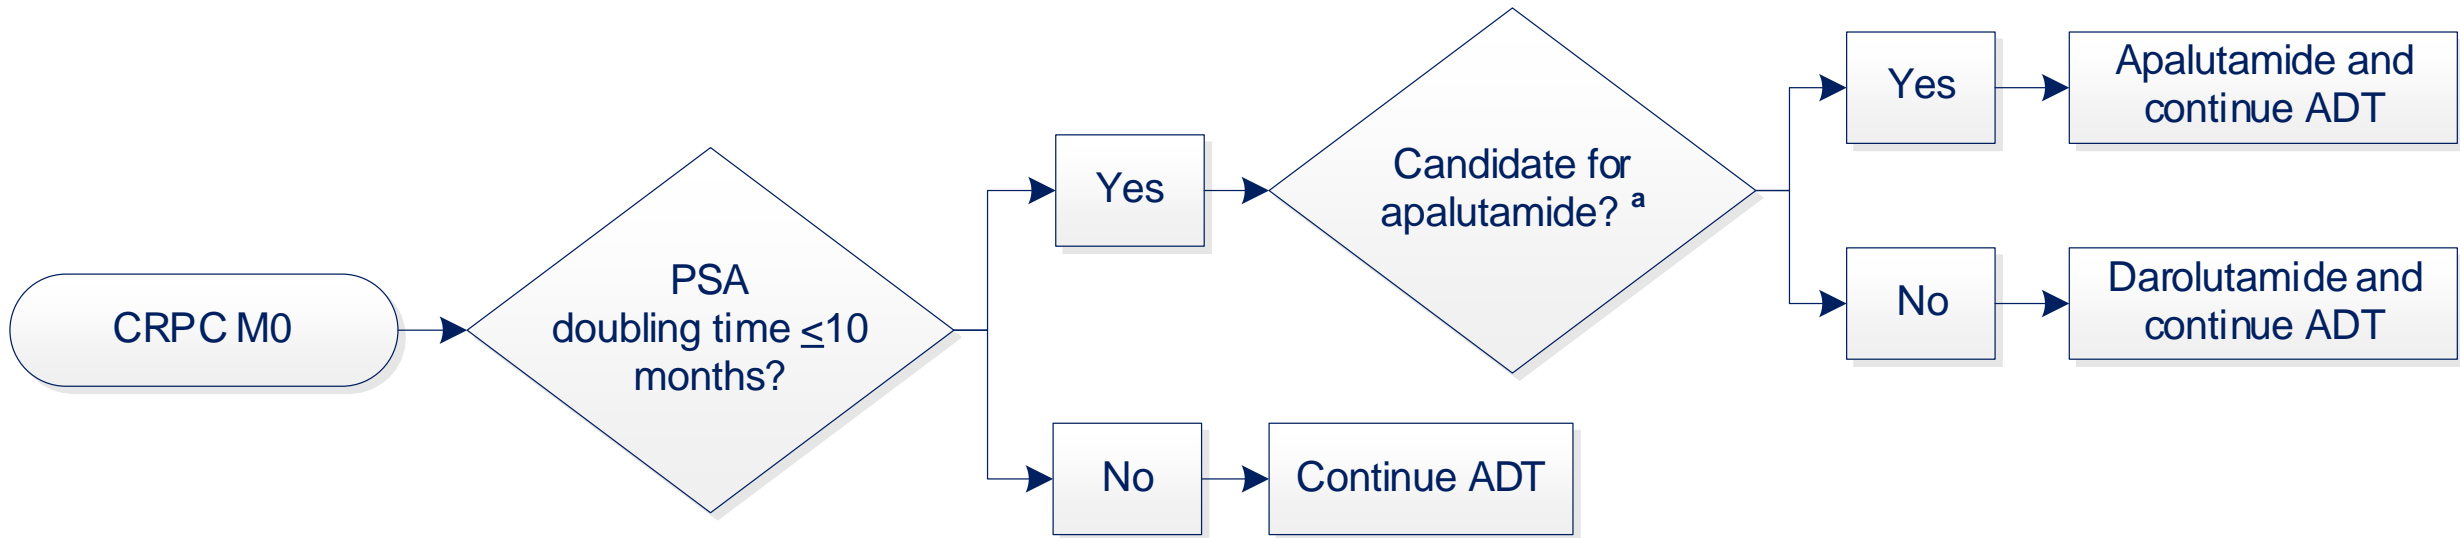 CRPC M0
PSA
doubling time ≤10
months?
Yes
Candidate for
apalutamide? a
Yes
Apalutamide and
continue ADT
No
Darolutamide and
continue ADT
No
Continue ADT